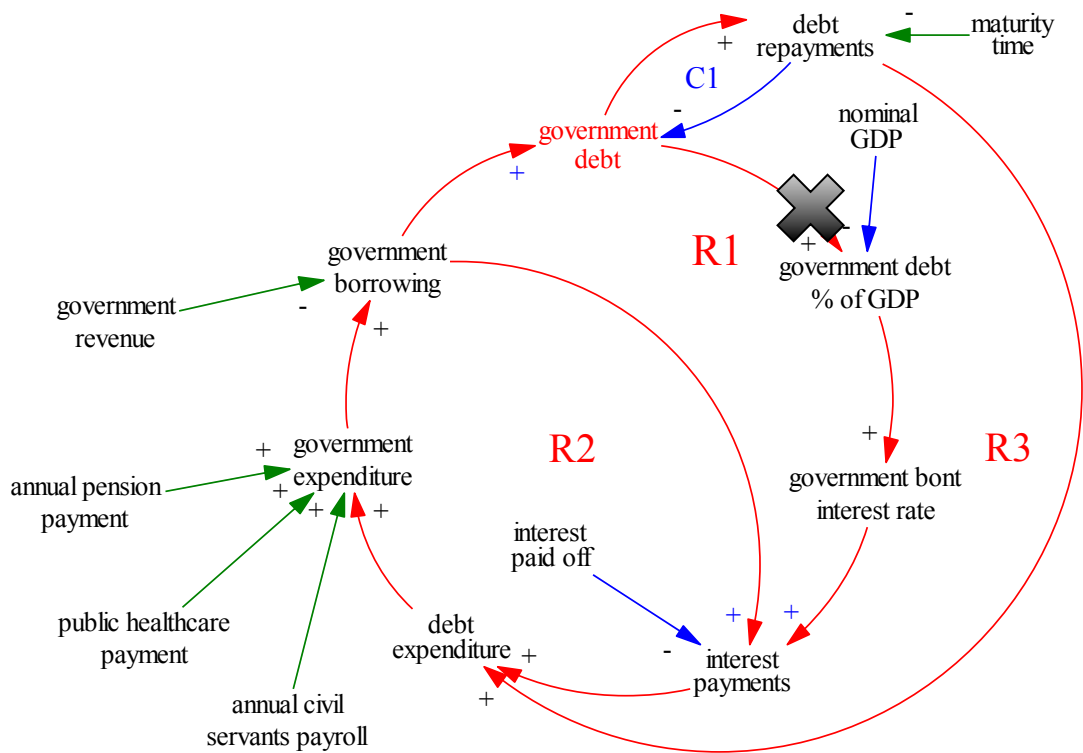 debt
repayments
-
maturity
time
+
C1
-
nominal
GDP
government
debt
+
R1
-
+
government debt
% of GDP
government
borrowing
government
revenue
-
+
+
government bont
interest rate
R3
R2
government
expenditure
+
+
+
+
annual pension
payment
interest
paid off
public healthcare
payment
debt
expenditure
+
+
-
interest
payments
+
+
annual civil
servants payroll